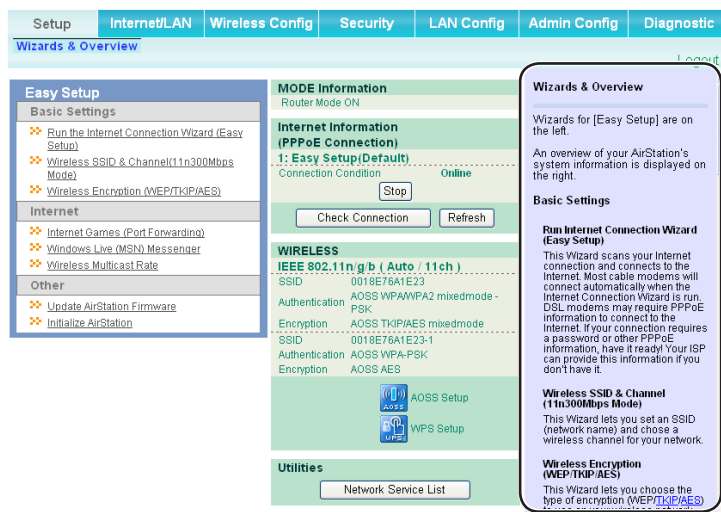 Setup
Internet/LAN
Wireless Config
Security
LAN Config
Admin Config
Diagnostic
Wizards & Overview
Logout
Easy Setup
Basic Settings
Run the Internet Connection Wizard (Easy
Setup)
Wireless SSID & Channel(11n300Mbps
Mode)
Wireless Encryption (WEP/TKIP/AES)
Internet
Internet Games (Port Forwarding)
Windows Live (MSN) Messenger
Wireless Multicast Rate
Other
Update AirStation Firmware
Initialize AirStation
MODE Information
Router Mode ON
Internet Information
(PPPoE Connection)
1: Easy Setup(Default)
Connection Condition Online
Stop
Check Connection Refresh
WIRELESS
IEEE 802.11n/g/b ( Auto / 11ch )
SSID 0018E76A1E23
Authentication AOSS WPA/WPA2 mixedmode -
PSK
Encryption AOSS TKIP/AES mixedmode
SSID 0018E76A1E23-1
Authentication AOSS WPA-PSK
Encryption AOSS AES
AOSS
AOSS Setup
WPS
WPS Setup
Utilities
Network Service List
Wizards & Overview
Wizards for [Easy Setup] are on
the left.
An overview of your AirStation's
system information is displayed on
the right.
Basic Settings
Run Internet Connection Wizard
(Easy Setup)
This Wizard scans your Internet
connection and connects to the
Internet. Most cable modems will
connect automatically when the
Internet Connection Wizard is run.
DSL modems may require PPPoE
information to connect to the
Internet. If your connection requires
a password or other PPPoE
information, have it ready! Your ISP
can provide this information if you
don't have it.
Wireless SSID & Channel
(11n300Mbps Mode)
This Wizard lets you set an SSID
(network name) and chose a
wireless channel for your network.
Wireless Encryption
(WEP/TKIP/AES)
This Wizard lets you choose the
type of encryption (WEP/TKIP/AES)
to use on your wireless network.